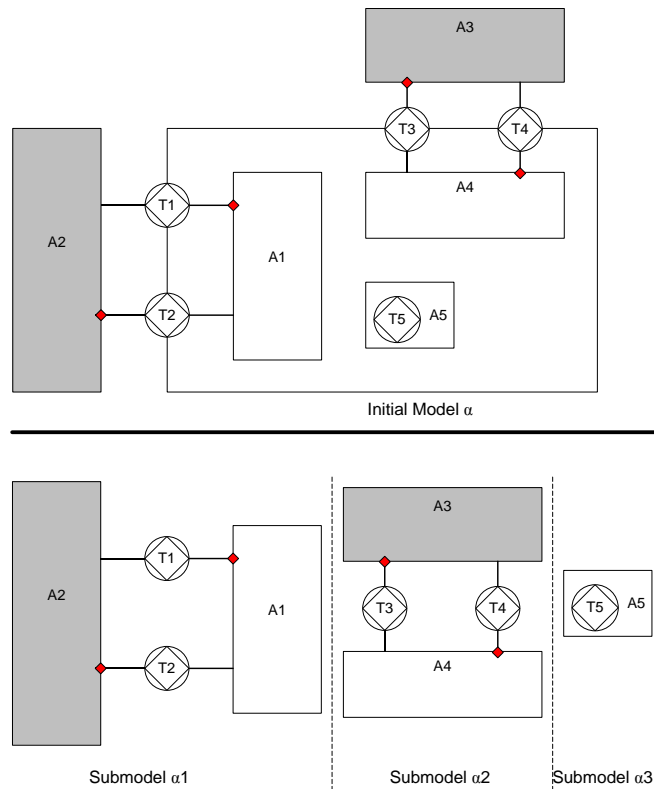 A3
T3
T4
A4
A2
T1
A1
T2
T5
A5
Initial Model α
A2
T1
A1
T2
A3
T3
T4
A4
T5
A5
Submodel α1
Submodel α2
Submodel α3